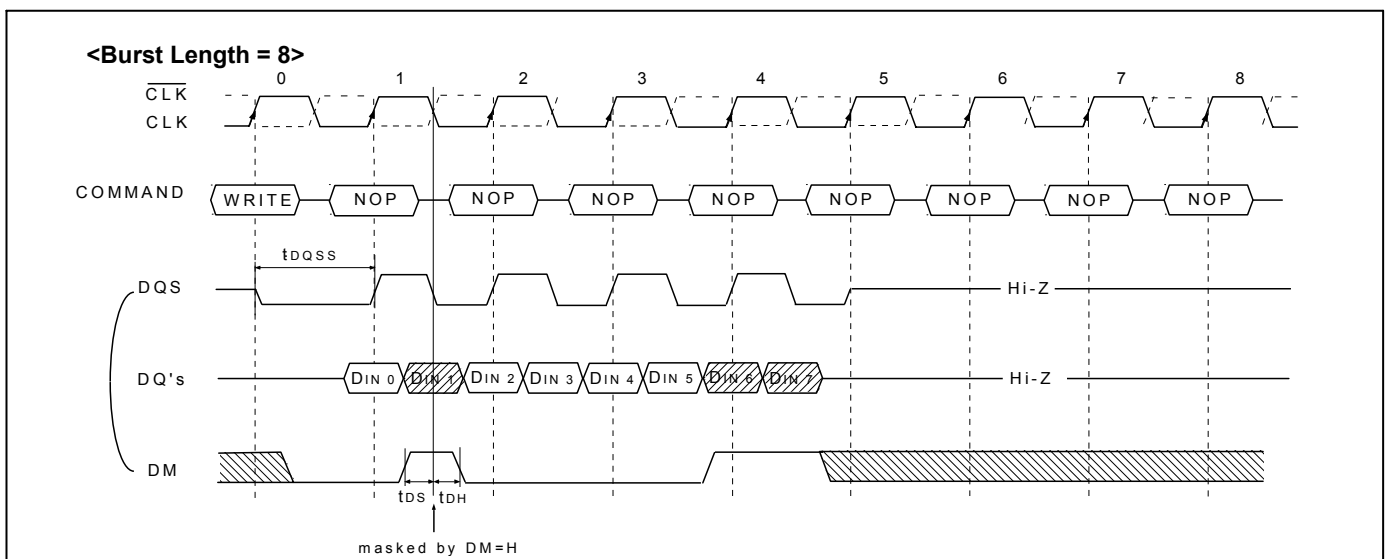 <Burst Length = 8>
0 1 2 3 4 5 6 7 8
CLK
CLK
COMMAND WRITE NOP NOP NOP NOP NOP NOP NOP NOP
tDQSS
DQS Hi-Z
DQ's DIN 0 DIN 1 DIN 2 DIN 3 DIN 4 DIN 5 DIN 6 DIN 7 Hi-Z
DM
tDS tDH
masked by DM=H